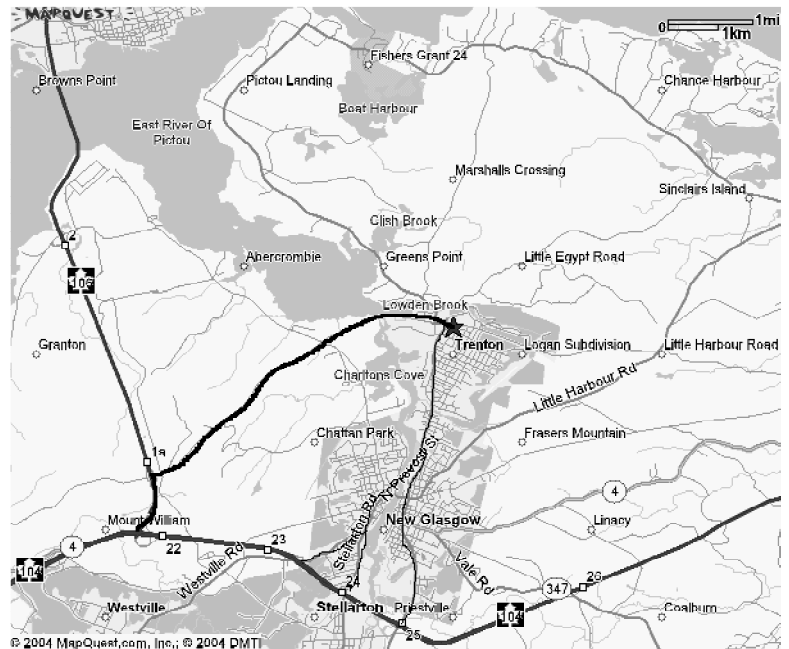 MAPQUEST
0 1mi
1km
Fishers Grant 24
Browns Point
Pictou Landing
Chance Harbour
Boat Harbour
East River Of
Pictou
Marshalls Crossing
Sinclairs Island
Clish Brook
2
Abercrombie
Greens Point
Little Egypt Road
106
Lowden Brook
Granton
Trenton
Logan Subdivision
Little Harbour Road
Charltons Cove
Little Harbour Rd
Chattan Park
Frasers Mountain
1a
N Provost St
4
Stellarton Rd
Mount William
New Glasgow
Linacy
4
22
23
Westville Rd
Vale Rd
104
24
347
26
Westville
Stellarton
Priestville
104
Coalburn
25
© 2004 MapQuest.com, Inc.; © 2004 DMTI